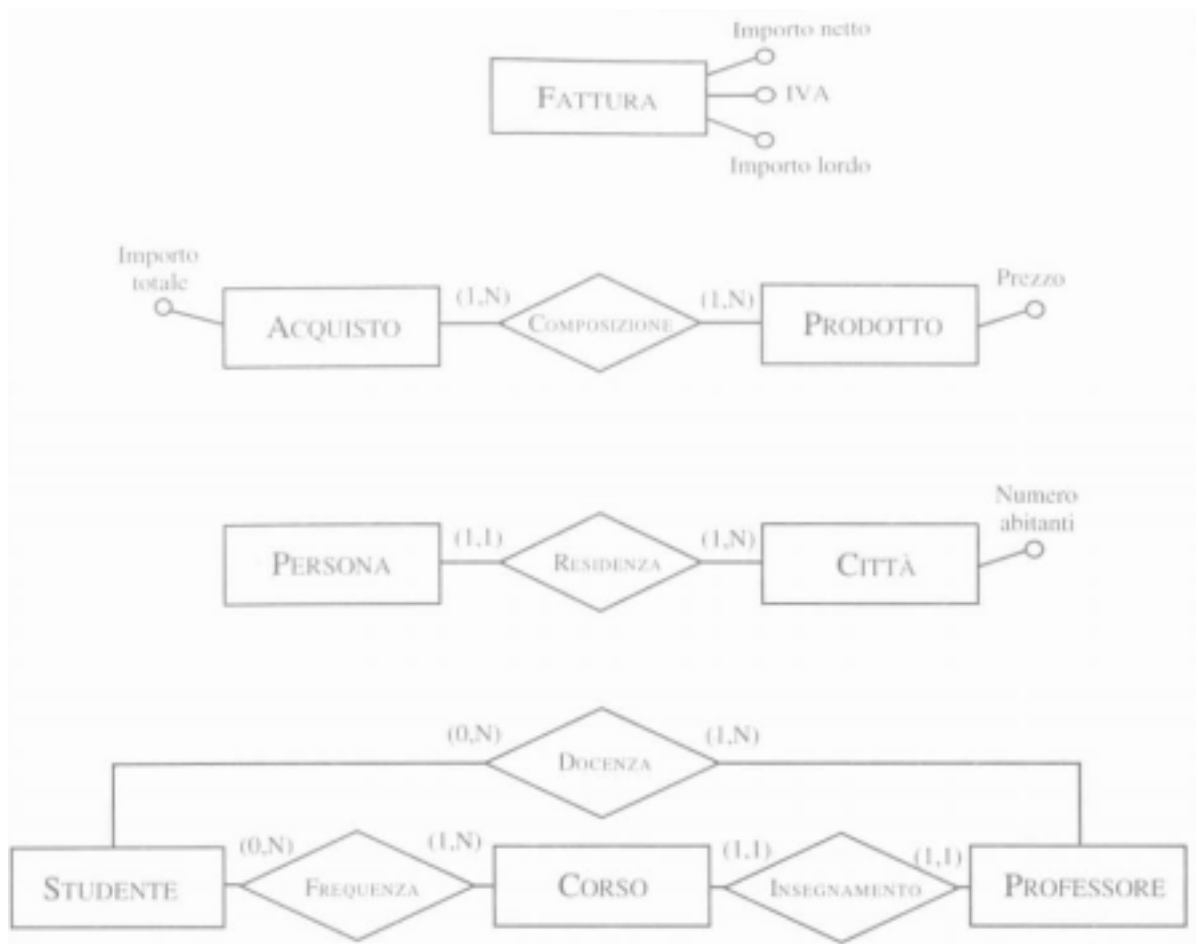 Importo netto
FATTURA
IVA
Importo lordo
Importo
totale
ACQUISTO
(1,N)
COMPOSIZIONE
(1,N)
PRODOTTO
Prezzo
PERSONA
(1,1)
RESIDENZA
(1,N)
CITTÀ
Numero
abitanti
(0,N)
DOCENZA
(1,N)
STUDENTE
(0,N)
FREQUENZA
(1,N)
CORSO
(1,1)
INSEGNAMENTO
(1,1)
PROFESSORE